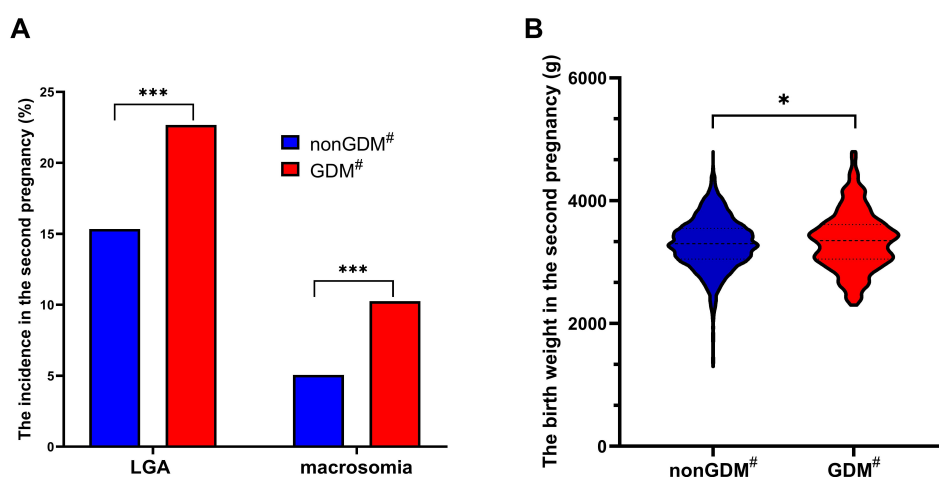 A
The incidence in the second pregnancy (%)
25
20
15
10
5
0
***
***
nonGDM#
GDM#
LGA
macrosomia
B
The birth weight in the second pregnancy (g)
6000
4000
2000
0
*
nonGDM#
GDM#